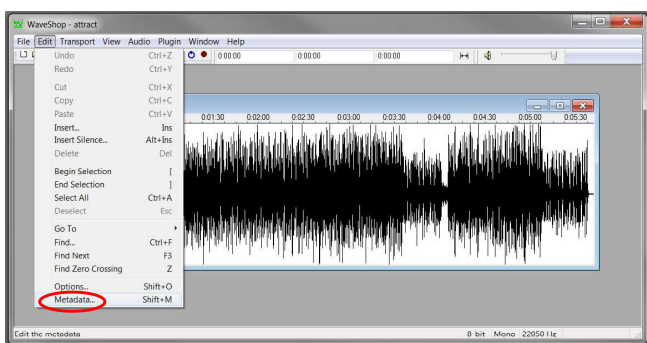 WaveShop - attract
File Edit Transport View Audio Plugin Window Help
0:00:00 0:00:00 0:00:00
Undo Ctrl+Z
Redo Ctrl+Y
Cut Ctrl+X
Copy Ctrl+C
Paste Ctrl+V
Insert... Ins
Insert Silence... Alt+Ins
Delete Del
Begin Selection [
End Selection ]
Select All Ctrl+A
Deselect Esc
Go To
Find... Ctrl+F
Find Next F3
Find Zero Crossing Z
Options... Shift+O
Metadata... Shift+M
0:01:30 0:02:00 0:02:30 0:03:00 0:03:30 0:04:00 0:04:30 0:05:00 0:05:30
Edit the metadata 8 bit Mono 22050 Hz